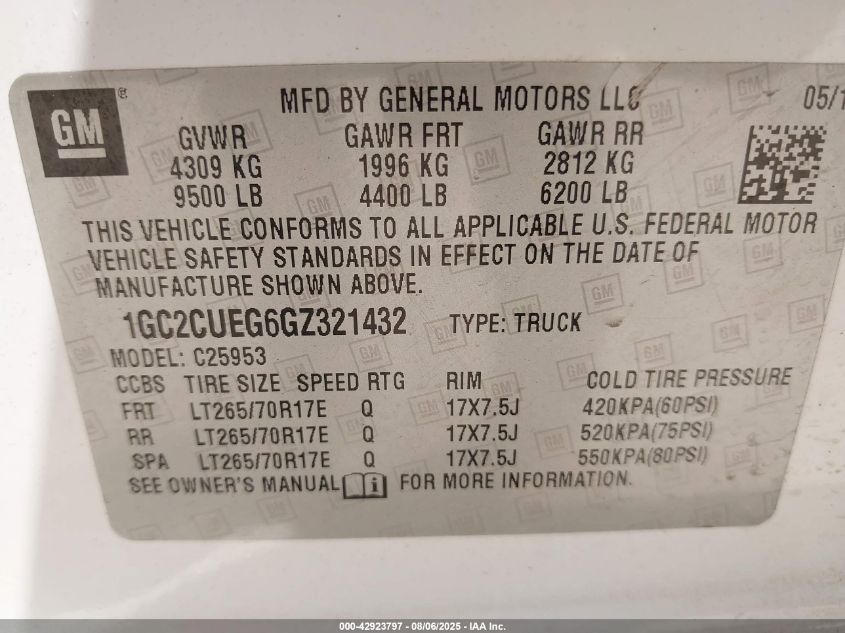 GM ®
MFD BY GENERAL MOTORS LLC 05/1
GVWR GAWR FRT GAWR RR
4309 KG 1996 KG 2812 KG
9500 LB 4400 LB 6200 LB
THIS VEHICLE CONFORMS TO ALL APPLICABLE U.S. FEDERAL MOTOR
VEHICLE SAFETY STANDARDS IN EFFECT ON THE DATE OF
MANUFACTURE SHOWN ABOVE.
1GC2CUEG6GZ321432 TYPE: TRUCK
MODEL: C25953
CCBS TIRE SIZE SPEED RTG RIM COLD TIRE PRESSURE
FRT LT265/70R17E Q 17X7.5J 420KPA(60PSI)
RR LT265/70R17E Q 17X7.5J 520KPA(75PSI)
SPA LT265/70R17E Q 17X7.5J 550KPA(80PSI)
SEE OWNER'S MANUAL FOR MORE INFORMATION.
000-42923797 - 08/06/2025 - IAA Inc.